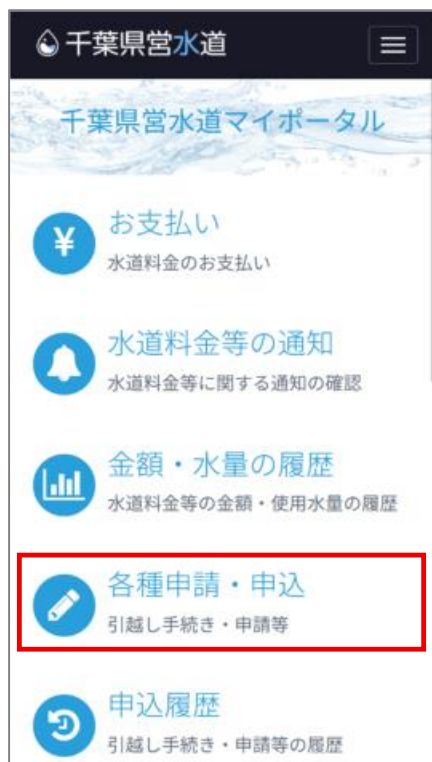 千葉県営水道
千葉県営水道マイポータル
お支払い
水道料金のお支払い
水道料金等の通知
水道料金等に関する通知の確認
金額・水量の履歴
水道料金等の金額・使用水量の履歴
各種申請・申込
引越し手続き・申請等
申込履歴
引越し手続き・申請等の履歴